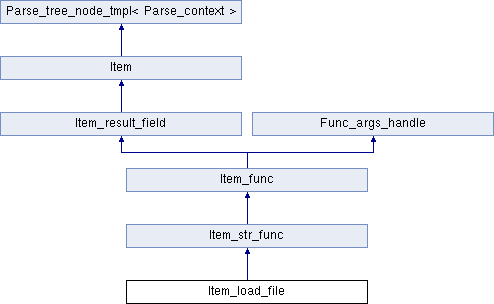 Parse_tree_node_tmpl< Parse_context >
Item
Item_result_field
Func_args_handle
Item_func
Item_str_func
Item_load_file